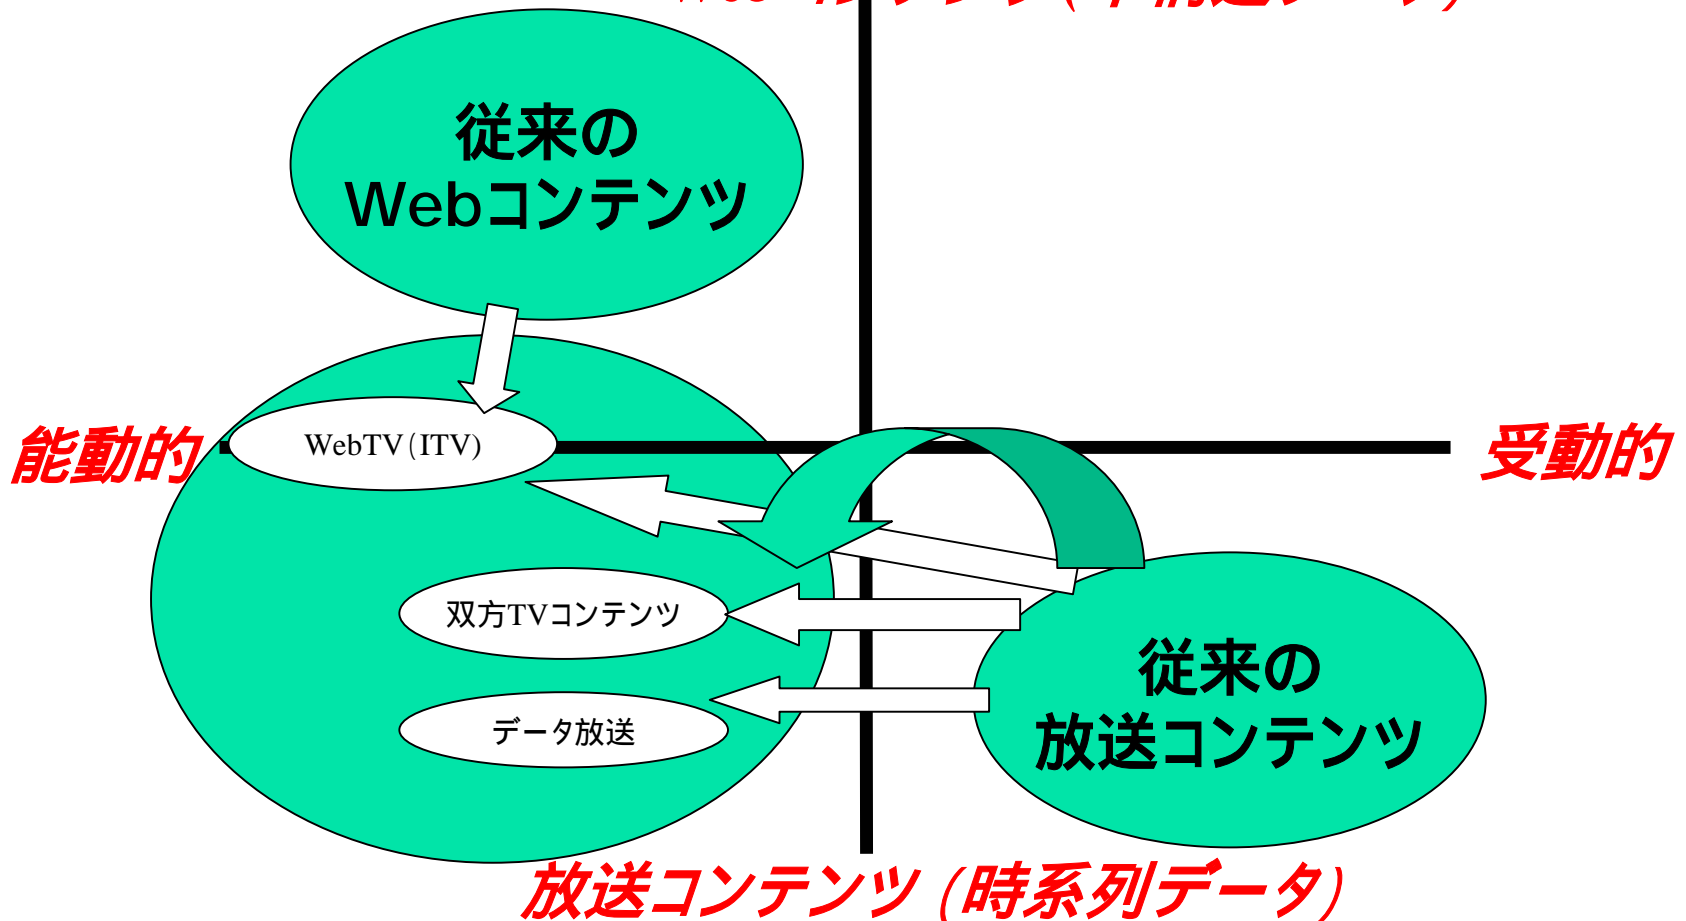 従来の
Webコンテンツ
能動的
WebTV(ITV)
受動的
双方TVコンテンツ
データ放送
従来の
放送コンテンツ
放送コンテンツ (時系列データ)